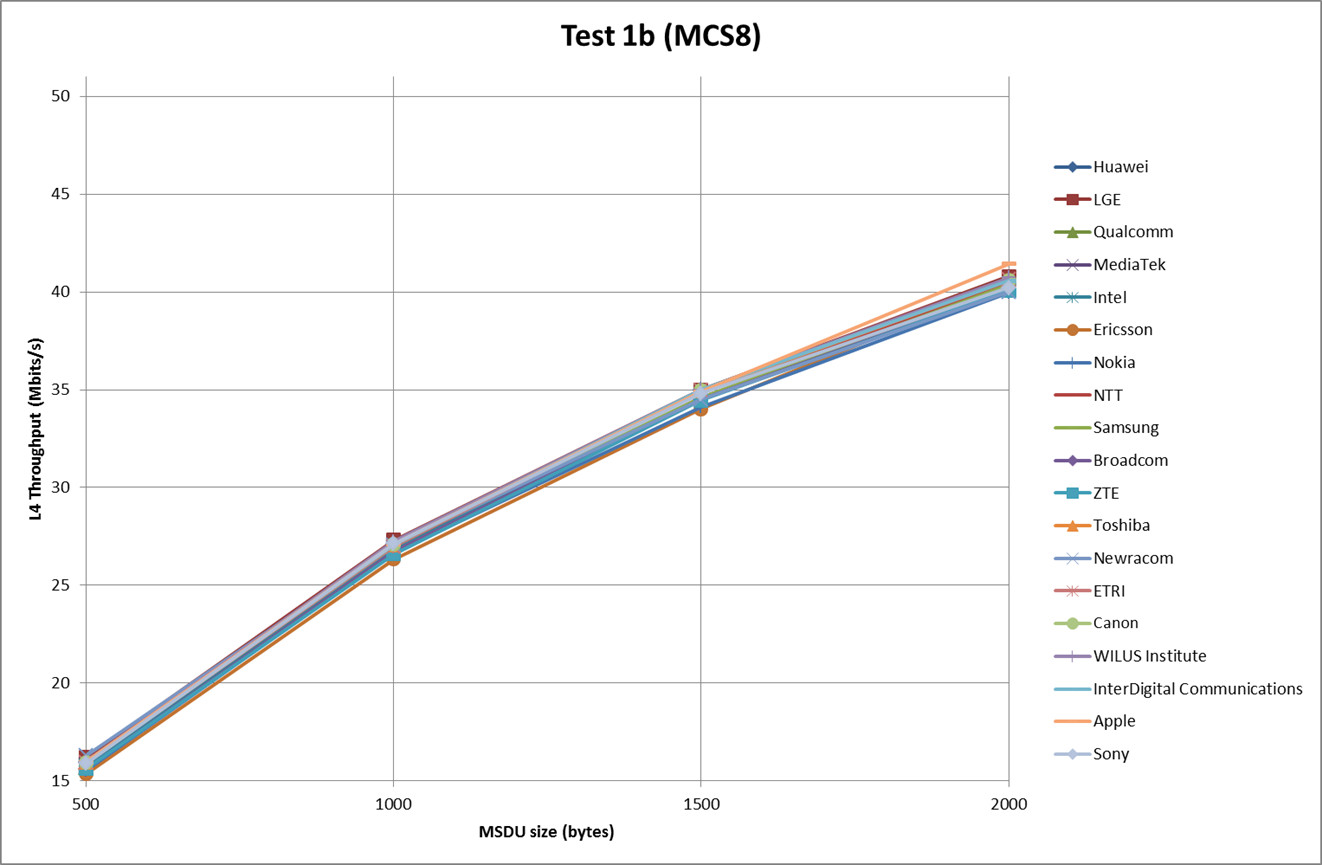 Test 1b (MCS8)
50
45
40
35
30
25
20
15
L4 Throughput (Mbits/s)
500
1000
1500
2000
MSDU size (bytes)
Huawei
LGE
Qualcomm
MediaTek
Intel
Ericsson
Nokia
NTT
Samsung
Broadcom
ZTE
Toshiba
Newracom
ETRI
Canon
WILUS Institute
InterDigital Communications
Apple
Sony